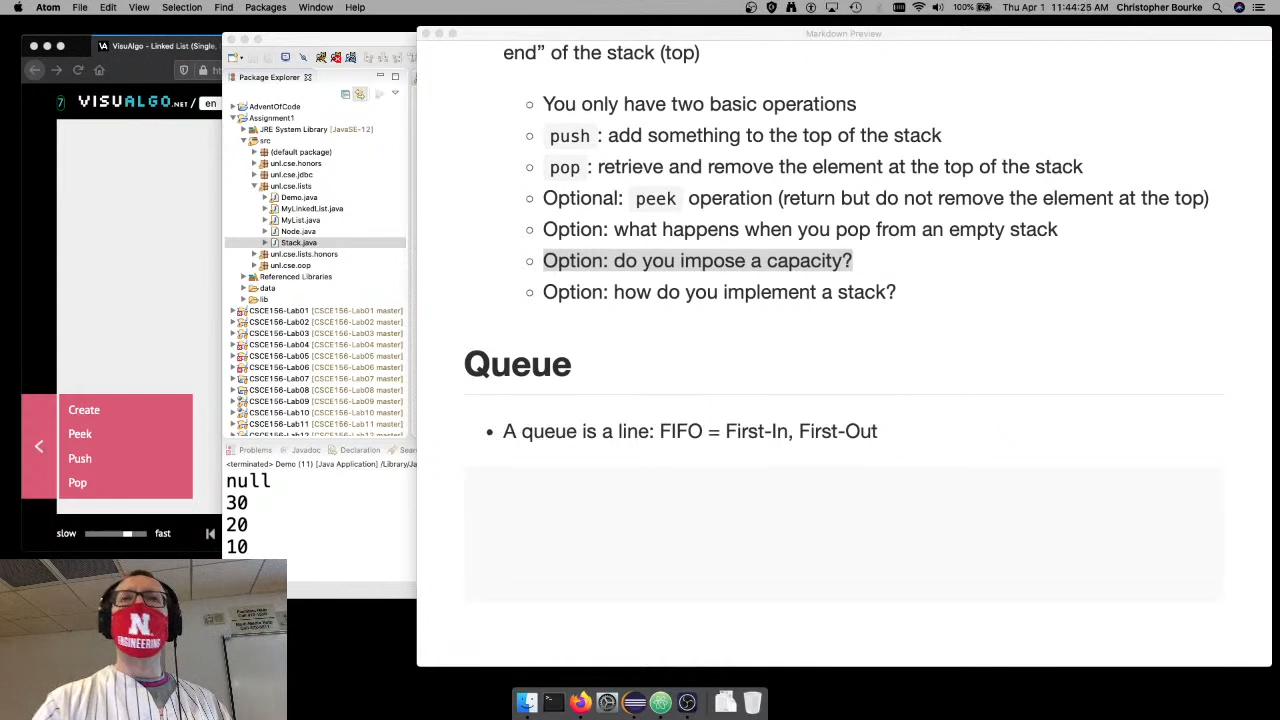 Atom File Edit View Selection Find Packages Window Help
100% Thu Apr 15 11:44:25 AM Christopher Bourke
VisuAlgo - Linked List (Single,
7 VISUALGO.NET/ en
Create
Peek
Push
Pop
slow fast
Package Explorer
AdventOfCode
Assignment1
JRE System Library [JavaSE-12]
src
(default package)
unl.cse.honors
unl.cse.jdbc
unl.cse.lists
Demo.java
MyLinkedList.java
MyList.java
Node.java
Stack.java
unl.cse.lists.honors
unl.cse.oop
Referenced Libraries
data
lib
CSCE156-Lab01 [CSCE156-Lab01 master]
CSCE156-Lab02 [CSCE156-Lab02 master]
CSCE156-Lab03 [CSCE156-Lab03 master]
CSCE156-Lab04 [CSCE156-Lab04 master]
CSCE156-Lab05 [CSCE156-Lab05 master]
CSCE156-Lab06 [CSCE156-Lab06 master]
CSCE156-Lab07 [CSCE156-Lab07 master]
CSCE156-Lab08 [CSCE156-Lab08 master]
CSCE156-Lab09 [CSCE156-Lab09 master]
CSCE156-Lab10 [CSCE156-Lab10 master]
CSCE156-Lab11 [CSCE156-Lab11 master]
CSCE156-Lab12 [CSCE156-Lab12 master]
Problems Javadoc Declaration Sear
<terminated> Demo (11) [Java Application] /Library/Ja
null
30
20
10
Markdown Preview
end” of the stack (top)
You only have two basic operations
push : add something to the top of the stack
pop : retrieve and remove the element at the top of the stack
Optional: peek operation (return but do not remove the element at the top)
Option: what happens when you pop from an empty stack
Option: do you impose a capacity?
Option: how do you implement a stack?
Queue
A queue is a line: FIFO = First-In, First-Out
N
ENGINEERING